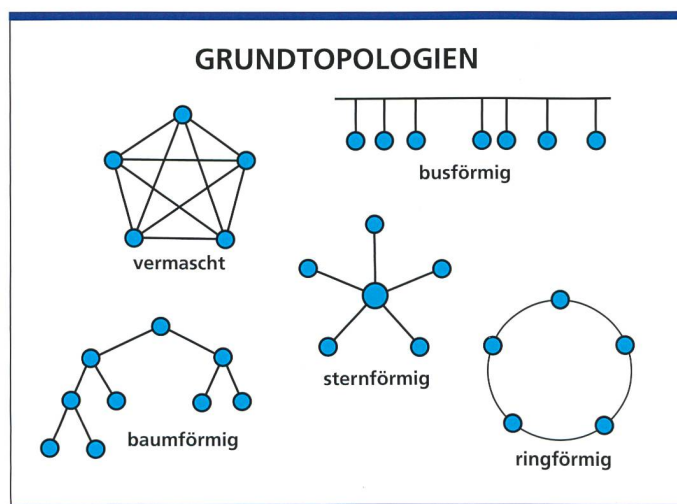 GRUNDTOPOLOGIEN
vermascht
busförmig
sternförmig
baumförmig
ringförmig